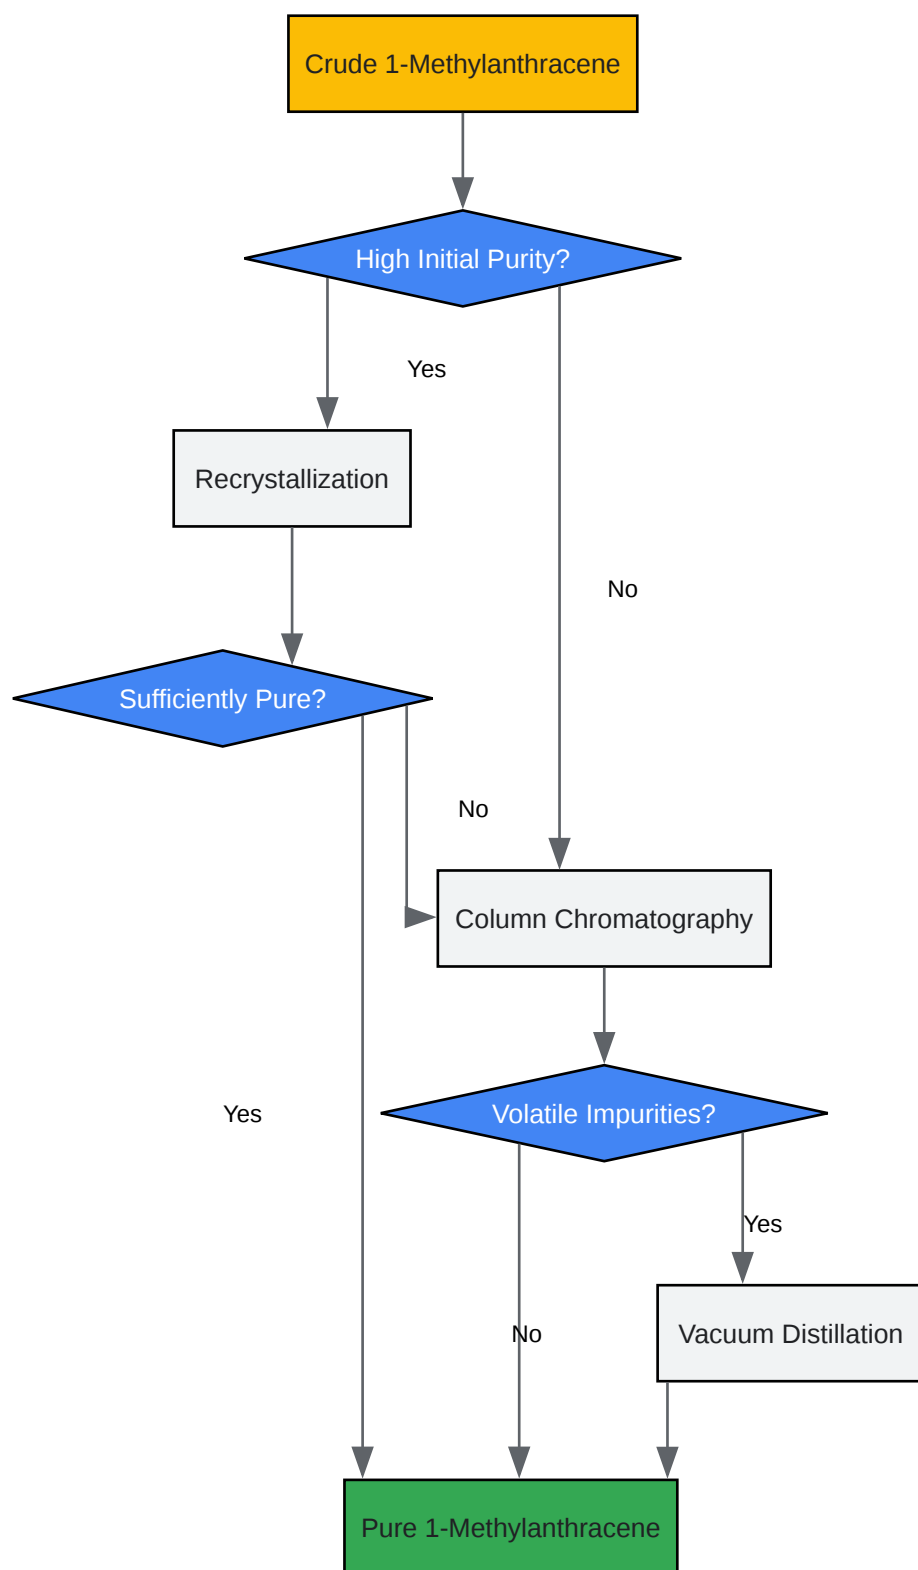 Crude 1-Methylanthracene
High Initial Purity?
Yes
Recrystallization
No
Sufficiently Pure?
No
Column Chromatography
Yes
Volatile Impurities?
Yes
No
Vacuum Distillation
Pure 1-Methylanthracene